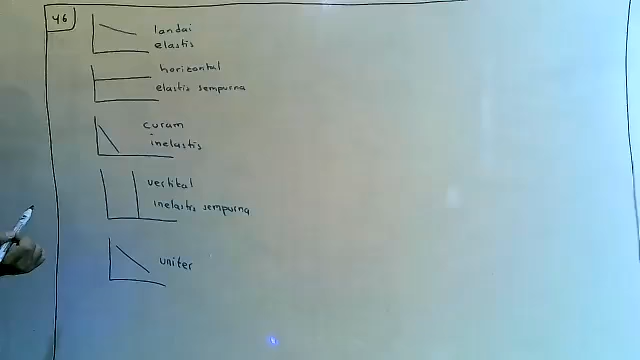 46
landai
elastis
horizontal
elastis sempurna
curam
inelastis
vertikal
inelastis sempurna
uniter